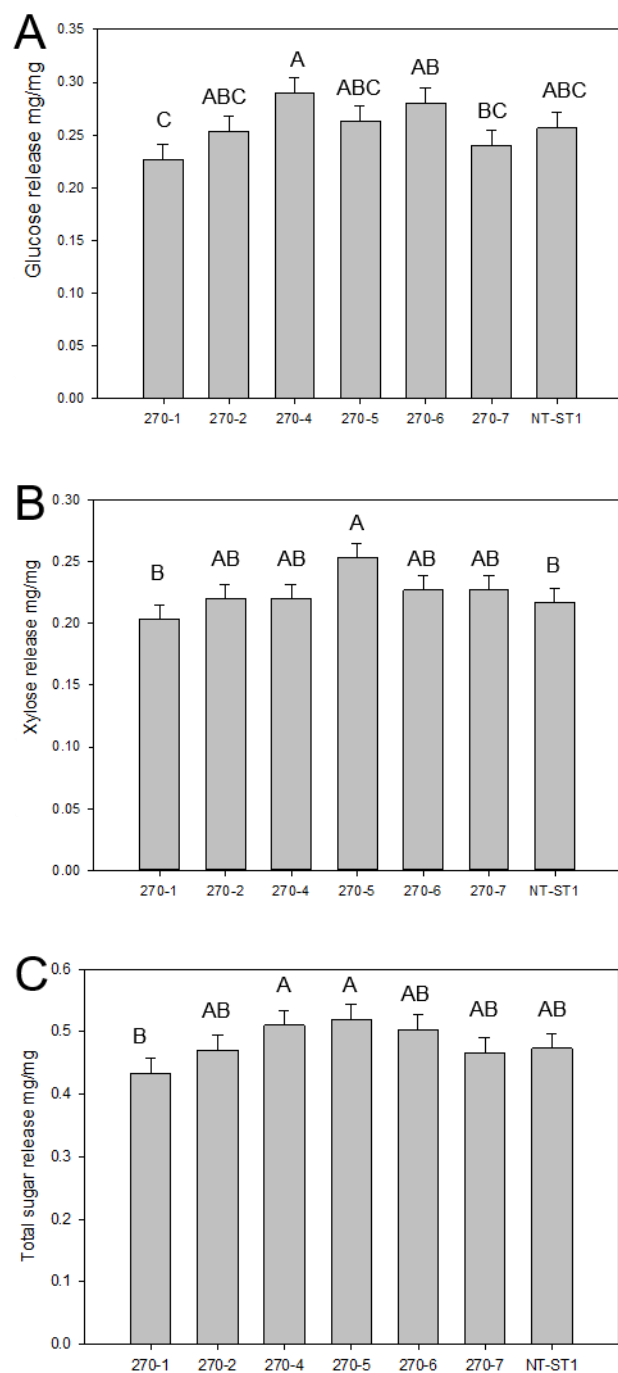 A
Glucose release mg/mg
0.35
0.30
0.25
0.20
0.15
0.10
0.05
0.00
C
ABC
A
ABC
AB
BC
ABC
270-1 270-2 270-4 270-5 270-6 270-7 NT-ST1
B
Xylose release mg/mg
0.30
0.25
0.20
0.15
0.10
0.05
0.00
B
AB
AB
A
AB
AB
B
270-1 270-2 270-4 270-5 270-6 270-7 NT-ST1
C
Total sugar release mg/mg
0.6
0.5
0.4
0.3
0.2
0.1
0.0
B
AB
A
A
AB
AB
AB
270-1 270-2 270-4 270-5 270-6 270-7 NT-ST1